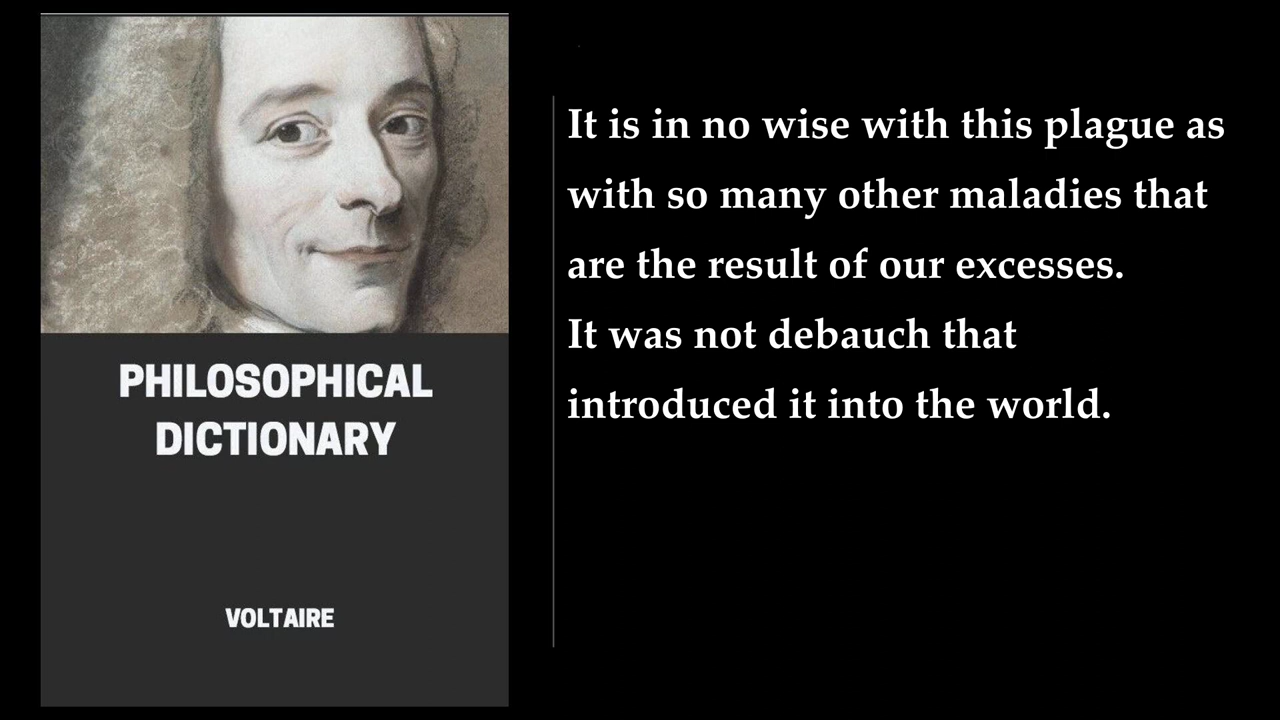 PHILOSOPHICAL
DICTIONARY
VOLTAIRE
It is in no wise with this plague as
with so many other maladies that
are the result of our excesses.
It was not debauch that
introduced it into the world.